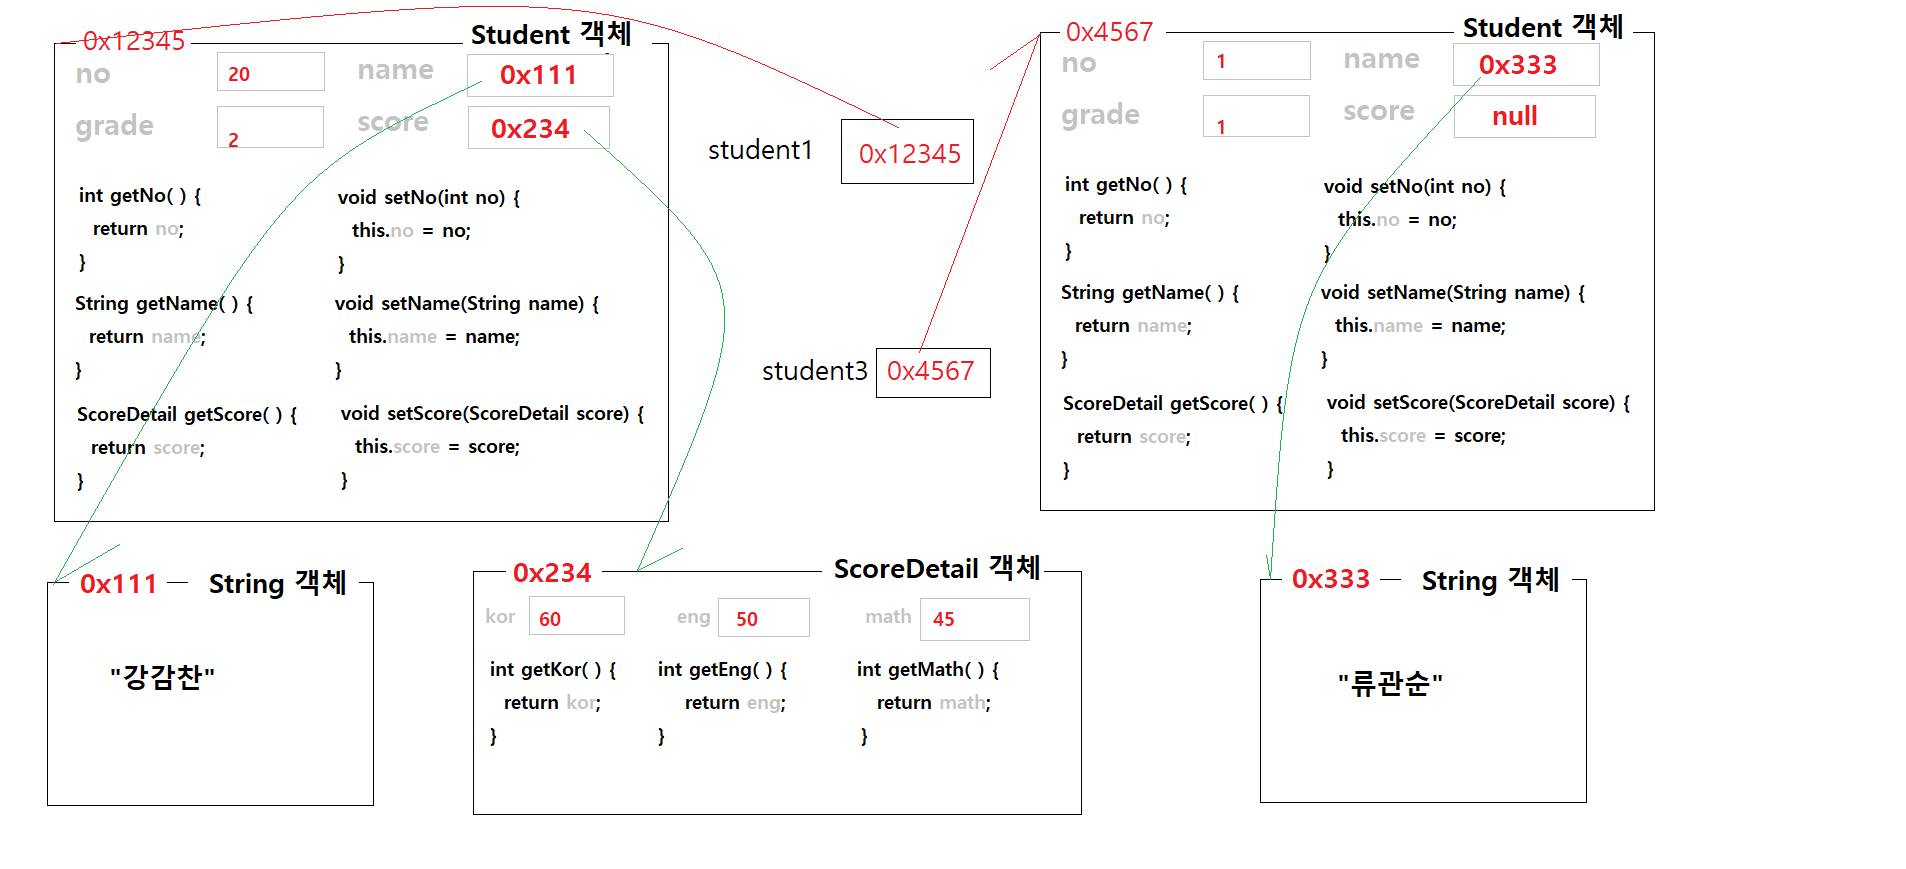 0x12345
Student 객체
no
20
name
0x111
grade
2
score
0x234
int getNo( ) {
return no;
}
void setNo(int no) {
this.no = no;
}
String getName( ) {
return name;
}
void setName(String name) {
this.name = name;
}
ScoreDetail getScore( ) {
return score;
}
void setScore(ScoreDetail score) {
this.score = score;
}
student1
0x12345
student3
0x4567
0x4567
Student 객체
no
1
name
0x333
grade
1
score
null
int getNo( ) {
return no;
}
void setNo(int no) {
this.no = no;
}
String getName( ) {
return name;
}
void setName(String name) {
this.name = name;
}
ScoreDetail getScore( ) {
return score;
}
void setScore(ScoreDetail score) {
this.score = score;
}
0x111
String 객체
"강감찬"
0x234
ScoreDetail 객체
kor
60
eng
50
math
45
int getKor( ) {
return kor;
}
int getEng( ) {
return eng;
}
int getMath( ) {
return math;
}
0x333
String 객체
"류관순"